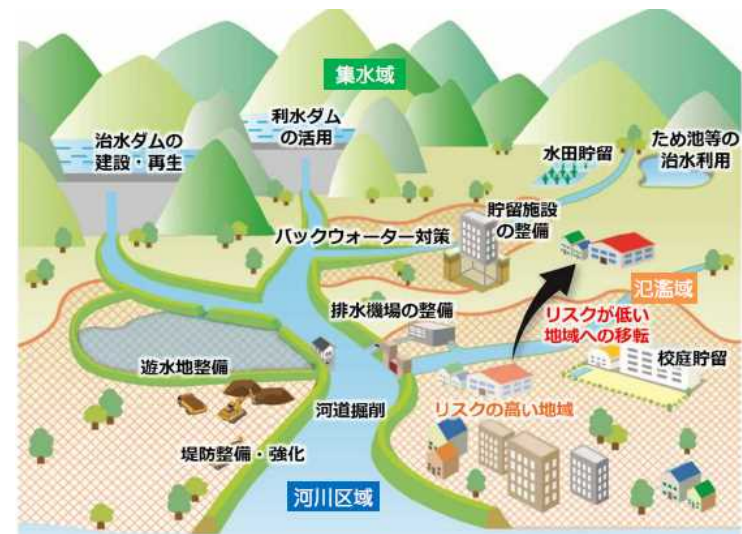 集水域
治水ダムの
建設・再生
利水ダム
の活用
水田貯留
ため池等の
治水利用
貯留施設
の整備
バックウォーター対策
氾濫域
排水機場の整備
リスクが低い
地域への移転
遊水地整備
校庭貯留
河道掘削
リスクの高い地域
堤防整備・強化
河川区域